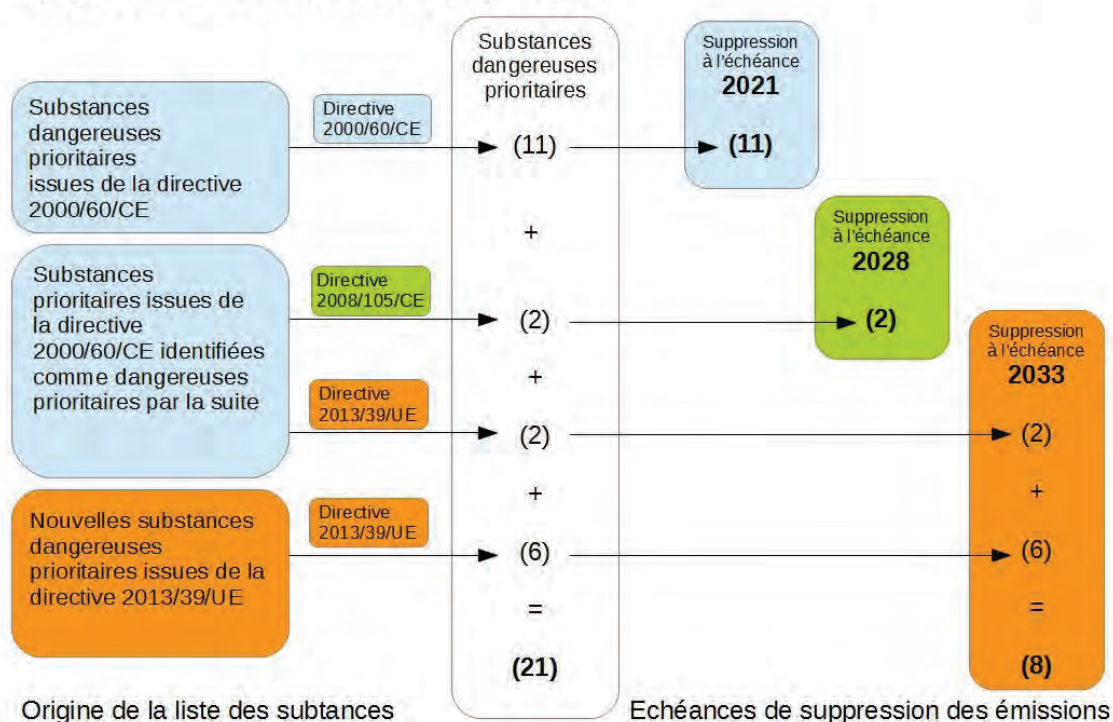 Substances
dangereuses
prioritaires
issues de la directive
2000/60/CE
Directive
2000/60/CE
Substances
dangereuses
prioritaires
(11)
Suppression
à l'échéance
2021
(11)
+
Substances
prioritaires issues de
la directive
2000/60/CE identifiées
comme dangereuses
prioritaires par la suite
Directive
2008/105/CE
(2)
Suppression
à l'échéance
2028
(2)
+
Directive
2013/39/UE
(2)
Suppression
à l'échéance
2033
(2)
+
+
Nouvelles substances
dangereuses
prioritaires issues de la
directive 2013/39/UE
Directive
2013/39/UE
(6)
(6)
=
=
(21)
(8)
Origine de la liste des subtances
Echéances de suppression des émissions